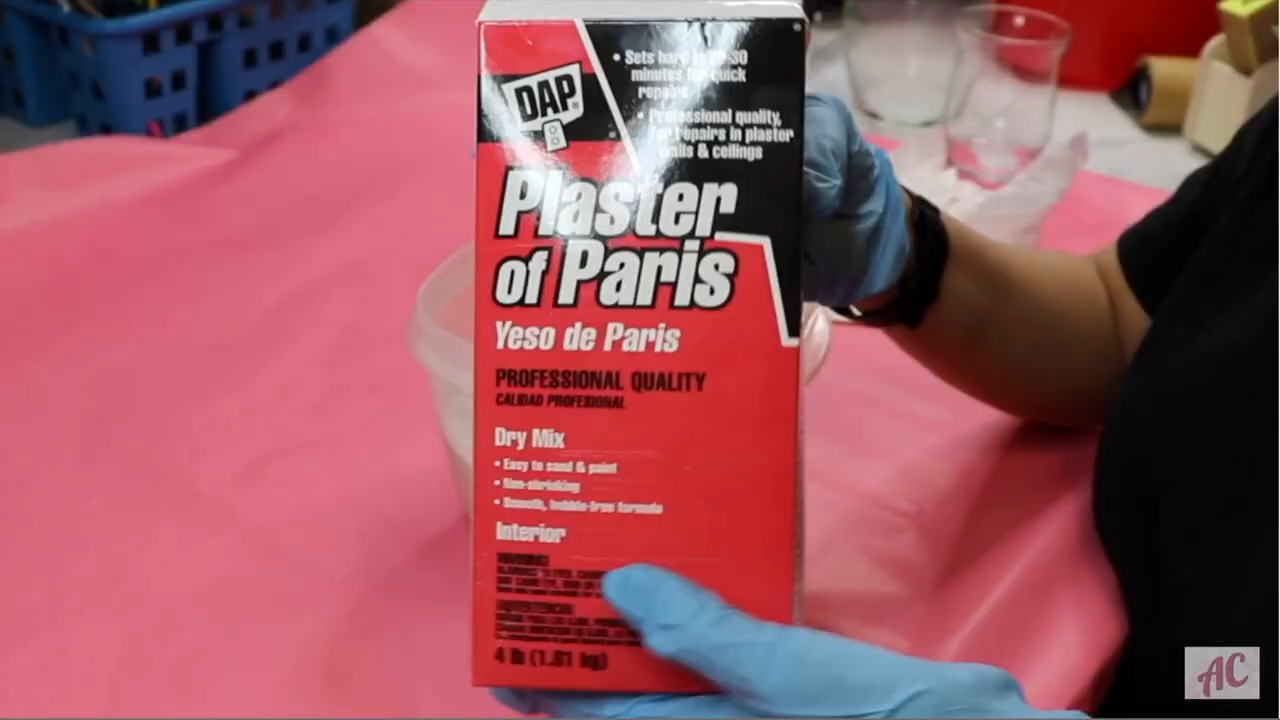 DAP
• Sets hard in 20-30
minutes for quick
repairs
• Professional quality,
for repairs in plaster
walls & ceilings
Plaster
of Paris
Yeso de Paris
PROFESSIONAL QUALITY
CALIDAD PROFESIONAL
Dry Mix
• Easy to sand & paint
• Non-shrinking
• Smooth, bubble-free formula
Interior
WARNING:
4 lb (1.81 kg)
AC